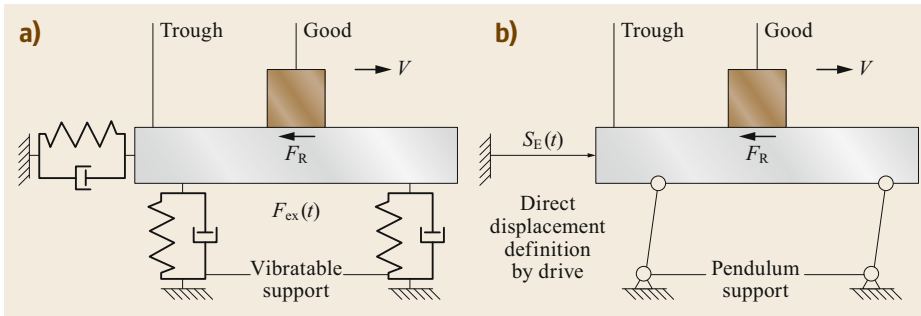 a)
Trough
Good
V
F_R
F_ex(t)
Vibratable
support
b)
Trough
Good
V
S_E(t)
F_R
Direct
displacement
definition
by drive
Pendulum
support